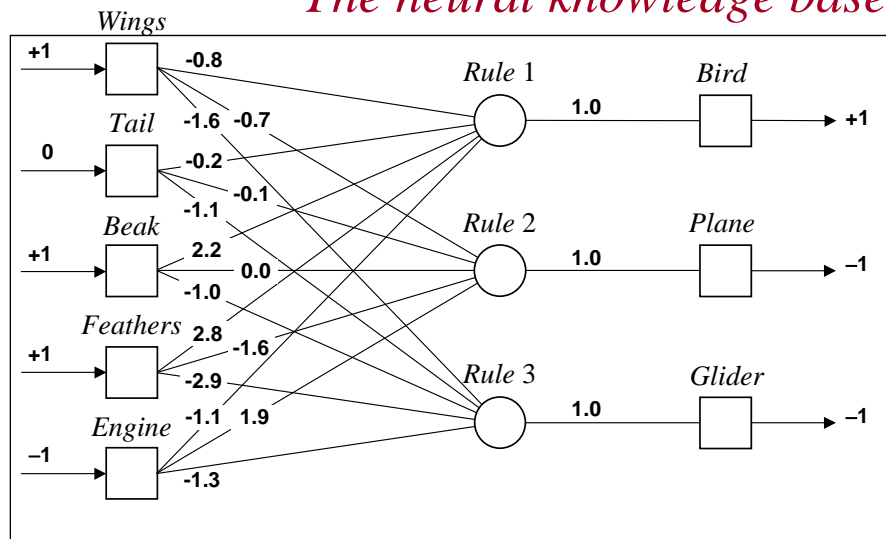 The neural knowledge base
Wings
+1
-0.8
Rule 1
Bird
1.0
+1
Tail
-1.6 -0.7
0
-0.2
-0.1
-1.1
Beak
Rule 2
Plane
+1
2.2
0.0
1.0
–1
-1.0
Feathers
+1
2.8
-1.6
-2.9
Rule 3
Glider
1.0
–1
-1.1 1.9
Engine
–1
-1.3